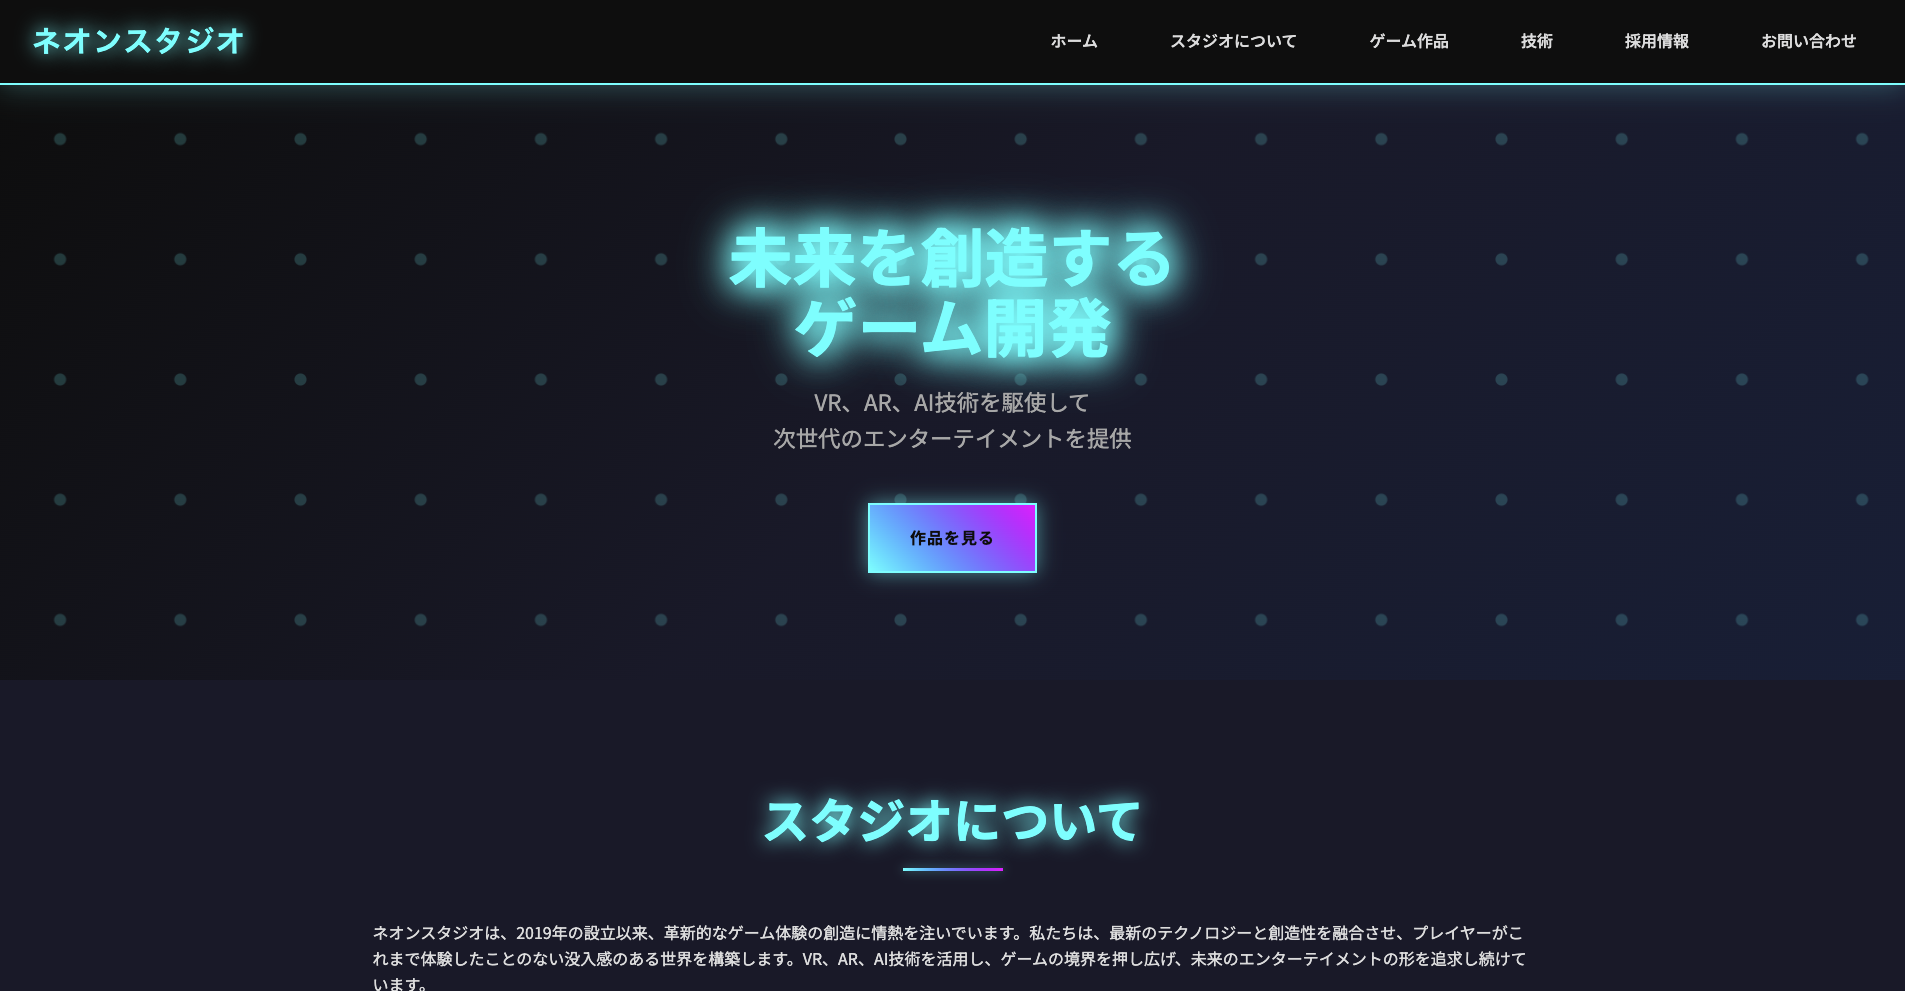 ネオンスタジオ
ホーム
スタジオについて
ゲーム作品
技術
採用情報
お問い合わせ
未来を創造する
ゲーム開発
VR、AR、AI技術を駆使して
次世代のエンターテイメントを提供
作品を見る
スタジオについて
ネオンスタジオは、2019年の設立以来、革新的なゲーム体験の創造に情熱を注いでいます。私たちは、最新のテクノロジーと創造性を融合させ、プレイヤーがこ
れまで体験したことのない没入感のある世界を構築します。VR、AR、AI技術を活用し、ゲームの境界を押し広げ、未来のエンターテイメントの形を追求し続けて
います。